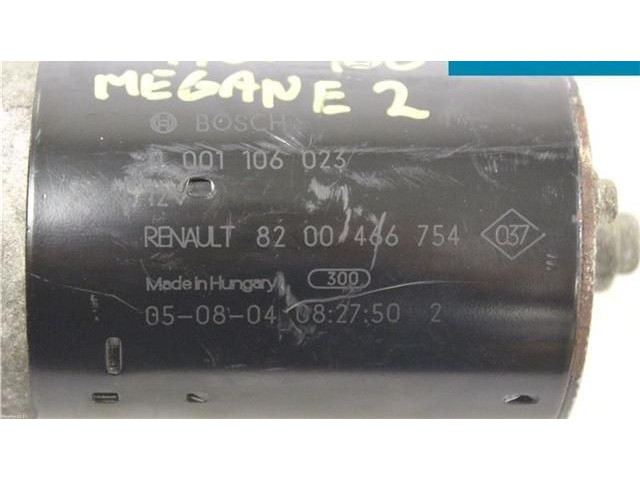 MEGANE 2
BOSCH
0 001 106 023
12V
RENAULT 82 00 466 754 037
Made in Hungary 300
05-08-04 08:27:50 2